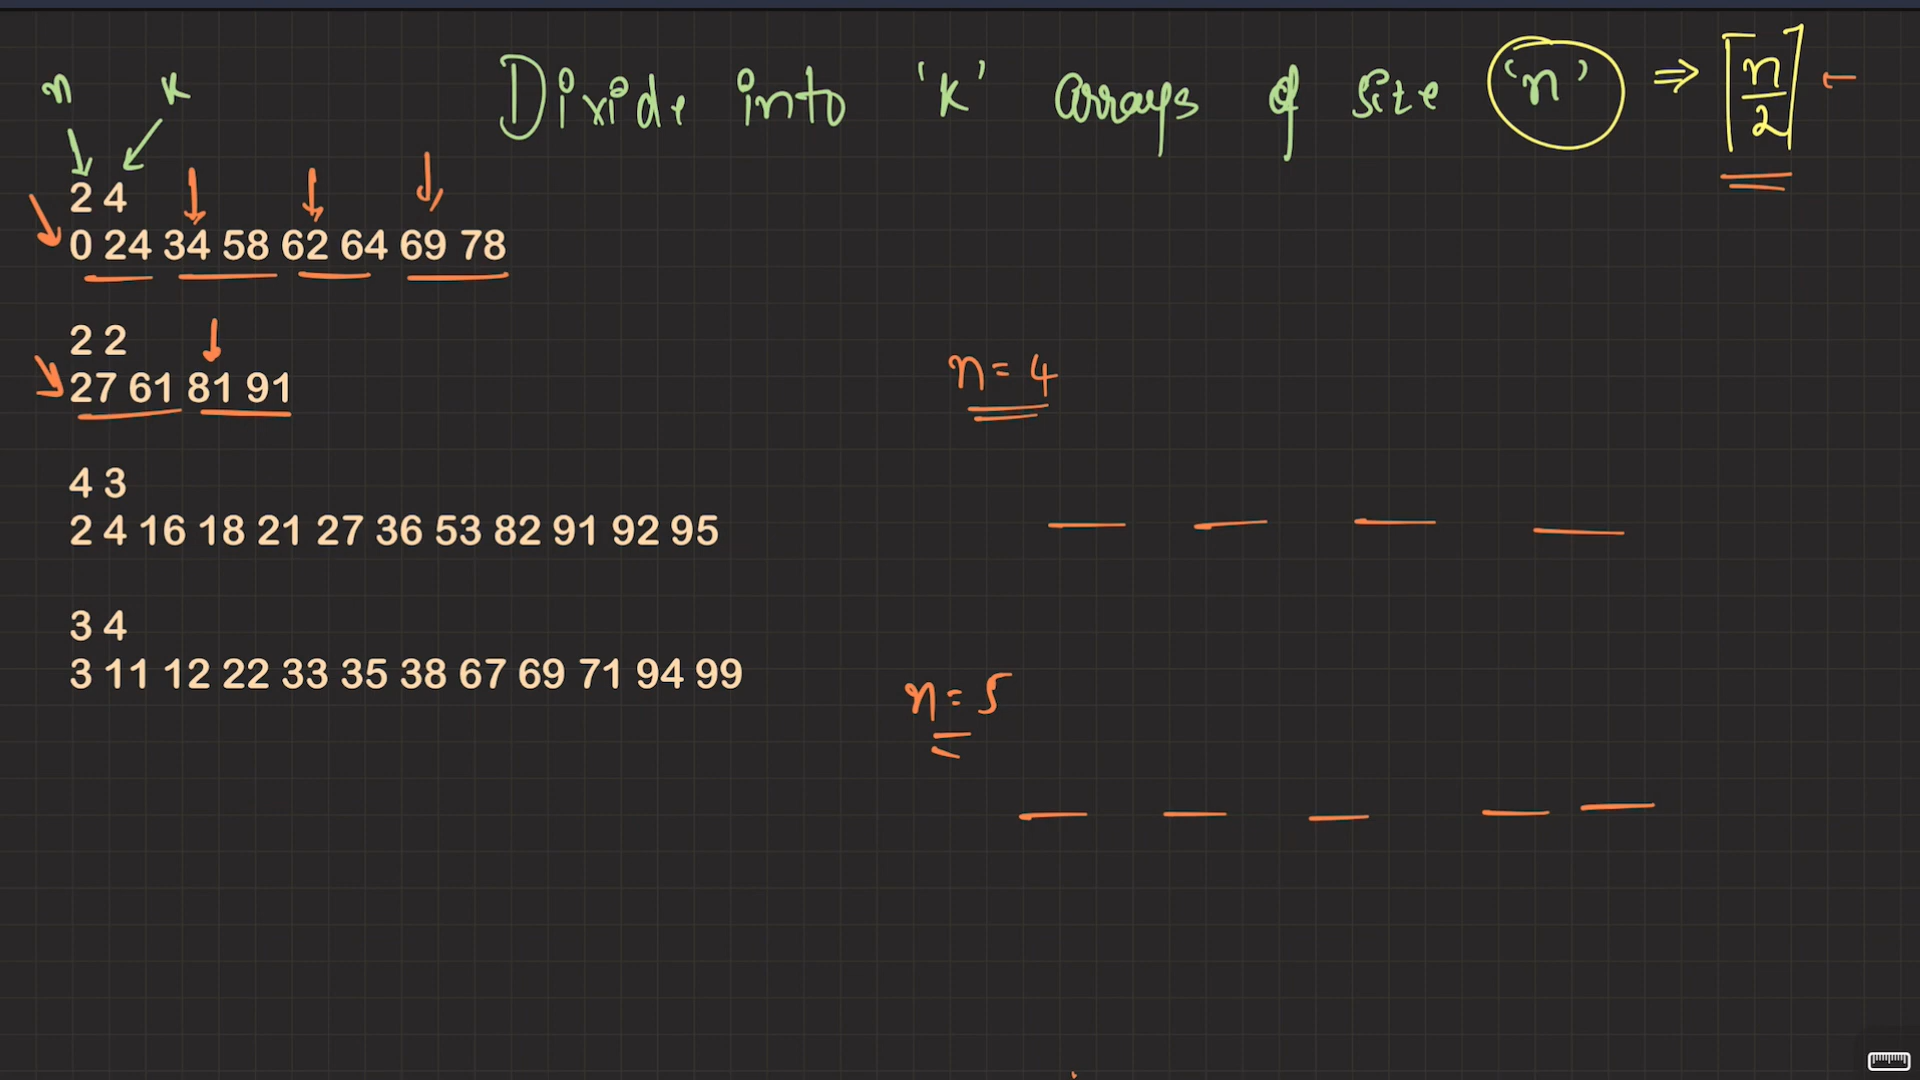 n k
Divide into 'k' arrays of size 'n' ⇒ ⌈n/2⌉ ←
2 4
0 24 34 58 62 64 69 78
2 2
27 61 81 91
n = 4
4 3
2 4 16 18 21 27 36 53 82 91 92 95
3 4
3 11 12 22 33 35 38 67 69 71 94 99
n = 5